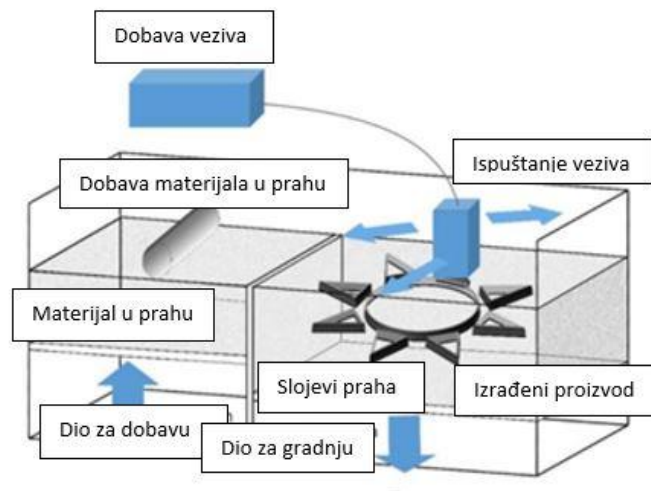 Dobava veziva
Ispuštanje veziva
Dobava materijala u prahu
Materijal u prahu
Slojevi praha
Izrađeni proizvod
Dio za dobavu
Dio za gradnju